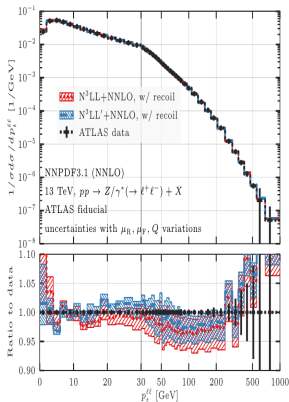 10⁻¹
10⁻²
10⁻³
10⁻⁴
10⁻⁵
10⁻⁶
10⁻⁷
10⁻⁸
1/σdσ/dp_t^{ℓℓ} [1/GeV]
N³LL+NNLO, w/ recoil
N³LL′+NNLO, w/ recoil
ATLAS data
NNPDF3.1 (NNLO)
13 TeV, pp → Z/γ*(→ ℓ⁺ℓ⁻) + X
ATLAS fiducial
uncertainties with μ_R, μ_F, Q variations
1.10
1.05
1.00
0.95
0.90
Ratio to data
0 10 20 30 50 100 500 1000
p_t^{ℓℓ} [GeV]